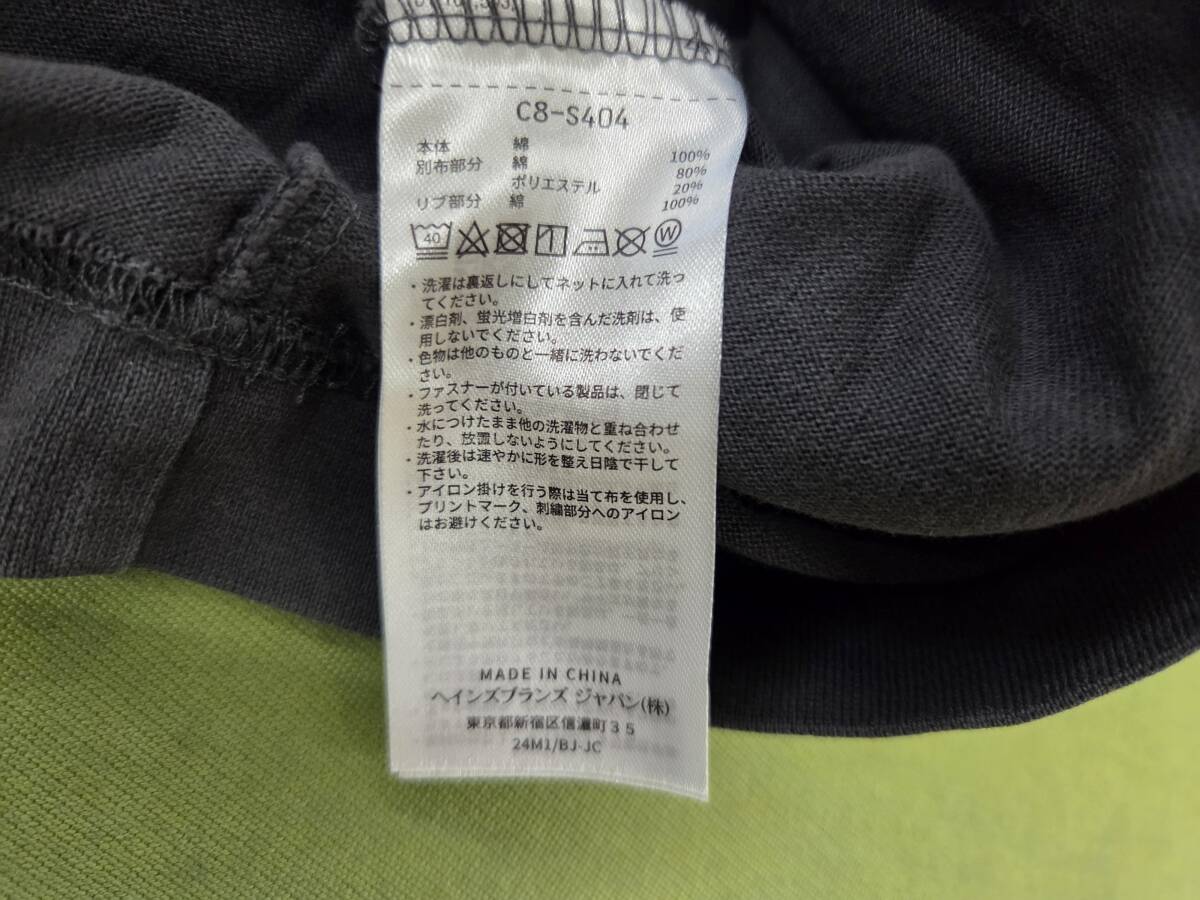 C8-S404
本体 綿 100%
別布部分 綿 80%
ポリエステル 20%
リブ部分 綿 100%
40 W
・洗濯は裏返しにしてネットに入れて洗っ
てください。
・漂白剤、蛍光増白剤を含んだ洗剤は、使
用しないでください。
・色物は他のものと一緒に洗わないでくだ
さい。
・ファスナーが付いている製品は、閉じて
洗ってください。
・水につけたまま他の洗濯物と重ね合わせ
たり、放置しないようにしてください。
・洗濯後は速やかに形を整え日陰で干して
下さい。
・アイロン掛けを行う際は当て布を使用し、
プリントマーク、刺繍部分へのアイロン
はお避けください。
MADE IN CHINA
ヘインズブランズ ジャパン(株)
東京都新宿区信濃町35
24M1/BJ-JC